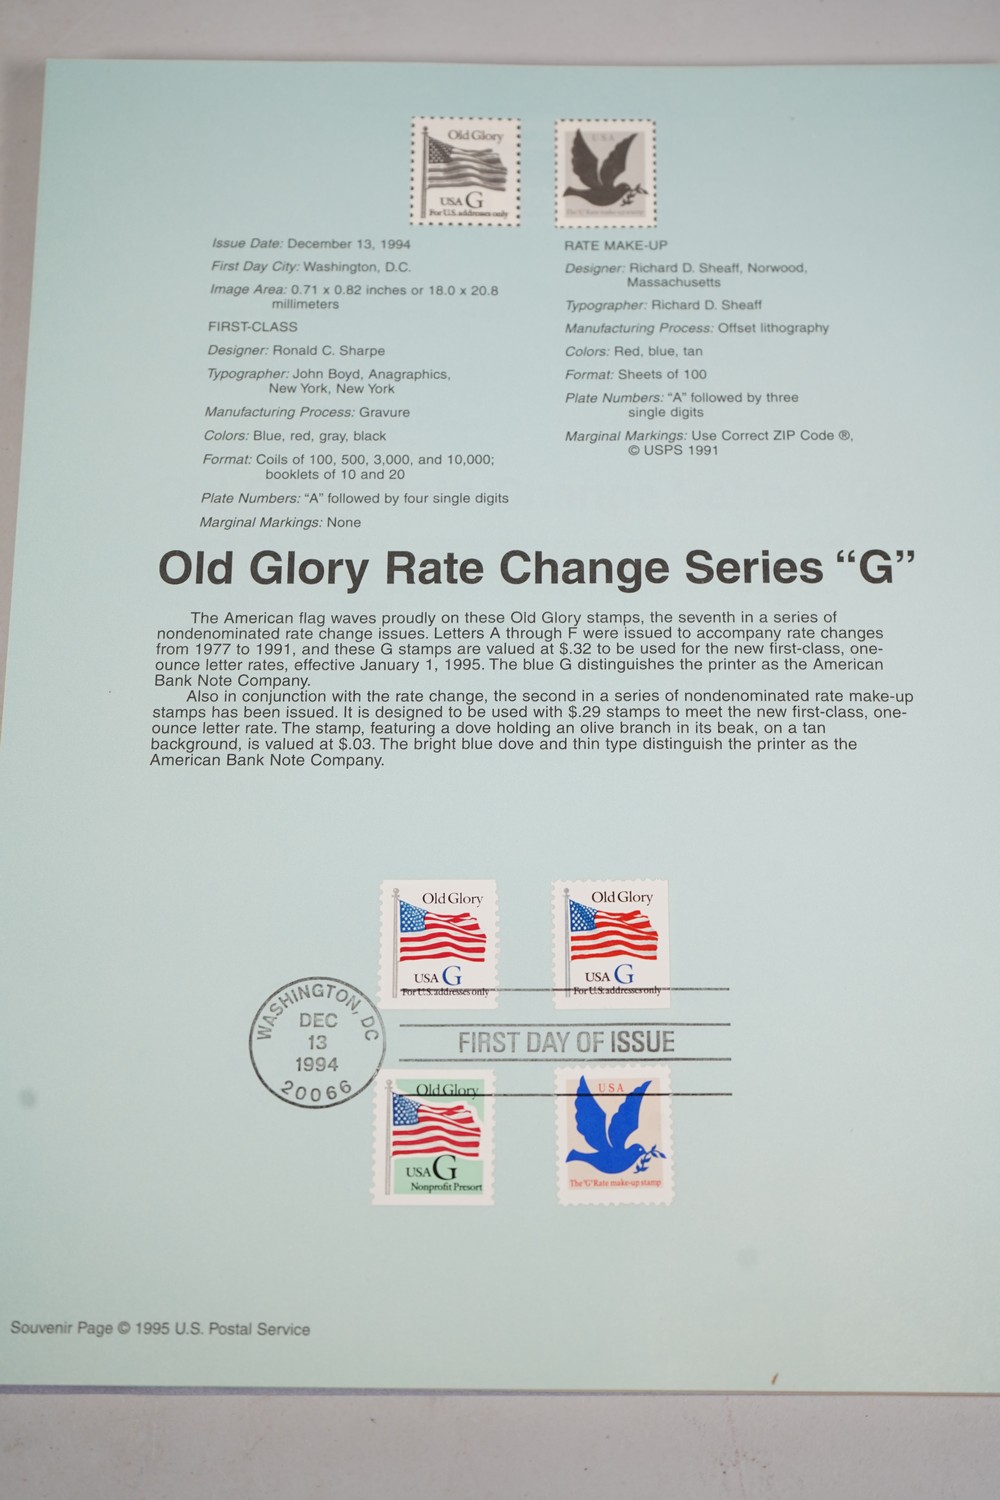 Old Glory
USA G
For U.S. addresses only
USA
The "G" Rate make-up stamp
Issue Date: December 13, 1994
First Day City: Washington, D.C.
Image Area: 0.71 x 0.82 inches or 18.0 x 20.8
millimeters
FIRST-CLASS
Designer: Ronald C. Sharpe
Typographer: John Boyd, Anagraphics,
New York, New York
Manufacturing Process: Gravure
Colors: Blue, red, gray, black
Format: Coils of 100, 500, 3,000, and 10,000;
booklets of 10 and 20
Plate Numbers: “A” followed by four single digits
Marginal Markings: None
RATE MAKE-UP
Designer: Richard D. Sheaff, Norwood,
Massachusetts
Typographer: Richard D. Sheaff
Manufacturing Process: Offset lithography
Colors: Red, blue, tan
Format: Sheets of 100
Plate Numbers: “A” followed by three
single digits
Marginal Markings: Use Correct ZIP Code ®,
© USPS 1991
Old Glory Rate Change Series “G”
The American flag waves proudly on these Old Glory stamps, the seventh in a series of
nondenominated rate change issues. Letters A through F were issued to accompany rate changes
from 1977 to 1991, and these G stamps are valued at $.32 to be used for the new first-class, one-
ounce letter rates, effective January 1, 1995. The blue G distinguishes the printer as the American
Bank Note Company.
Also in conjunction with the rate change, the second in a series of nondenominated rate make-up
stamps has been issued. It is designed to be used with $.29 stamps to meet the new first-class, one-
ounce letter rate. The stamp, featuring a dove holding an olive branch in its beak, on a tan
background, is valued at $.03. The bright blue dove and thin type distinguish the printer as the
American Bank Note Company.
Old Glory
USA G
For U.S. addresses only
Old Glory
USA G
For U.S. addresses only
WASHINGTON, DC
DEC
13
1994
20066
FIRST DAY OF ISSUE
Old Glory
USA G
Nonprofit Presort
USA
The "G" Rate make-up stamp
Souvenir Page © 1995 U.S. Postal Service